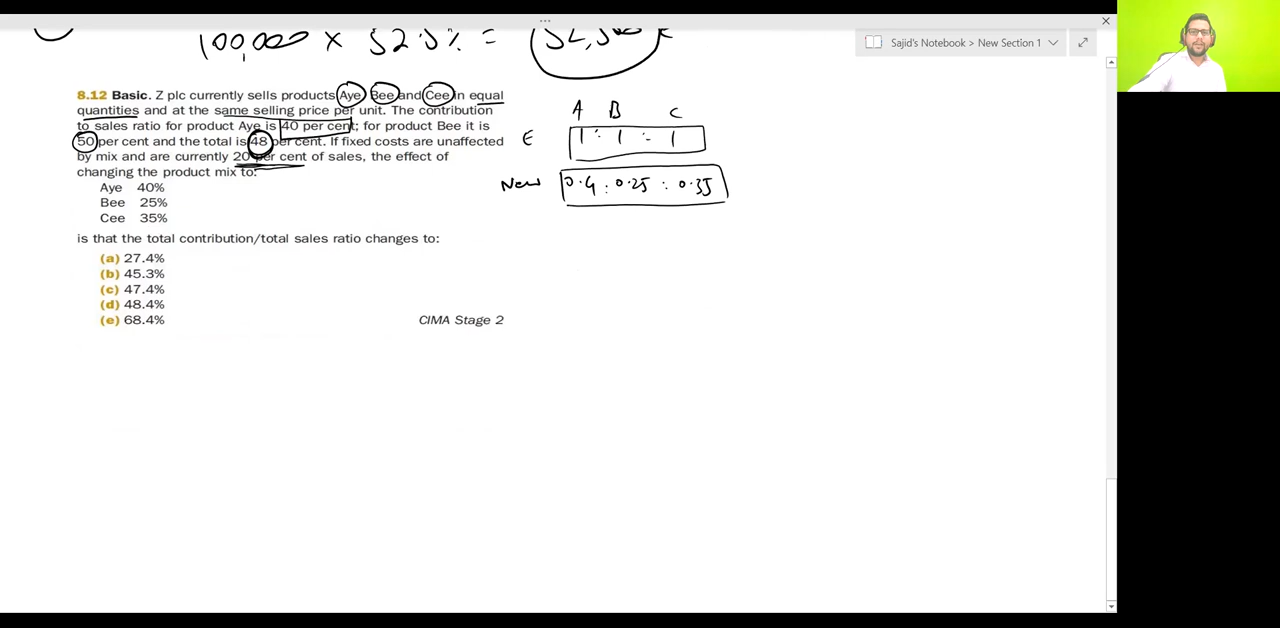 100,000 × 52.5% =
Sajid's Notebook > New Section 1
8.12 Basic. Z plc currently sells products Aye, Bee and Cee in equal
quantities and at the same selling price per unit. The contribution
to sales ratio for product Aye is 40 per cent; for product Bee it is
50 per cent and the total is 48 per cent. If fixed costs are unaffected
by mix and are currently 20 per cent of sales, the effect of
changing the product mix to:
Aye 40%
Bee 25%
Cee 35%
is that the total contribution/total sales ratio changes to:
(a) 27.4%
(b) 45.3%
(c) 47.4%
(d) 48.4%
(e) 68.4%
CIMA Stage 2
A B C
E 1 : 1 : 1
New 0.4 : 0.25 : 0.35